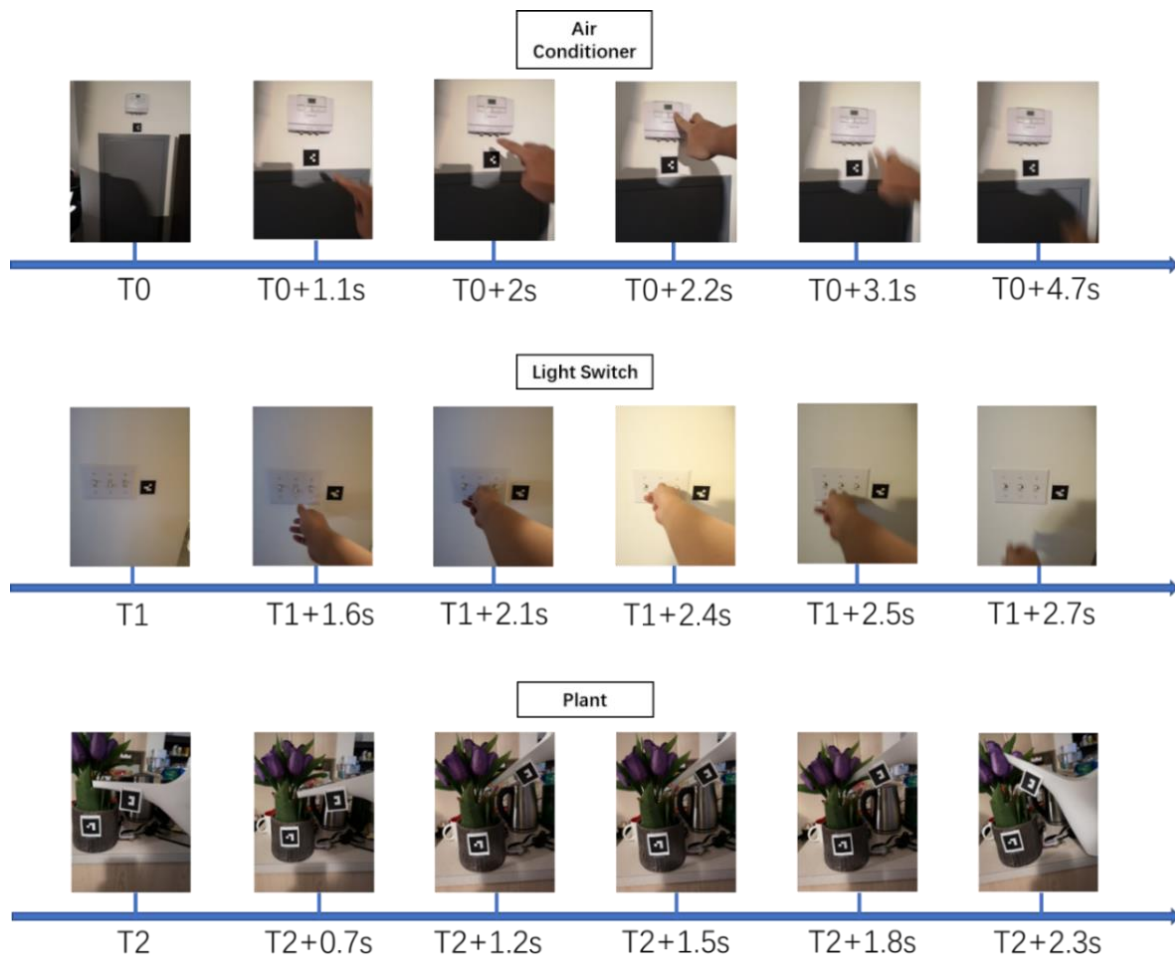 Air
Conditioner
T0
T0+1.1s
T0+2s
T0+2.2s
T0+3.1s
T0+4.7s
Light Switch
T1
T1+1.6s
T1+2.1s
T1+2.4s
T1+2.5s
T1+2.7s
Plant
T2
T2+0.7s
T2+1.2s
T2+1.5s
T2+1.8s
T2+2.3s